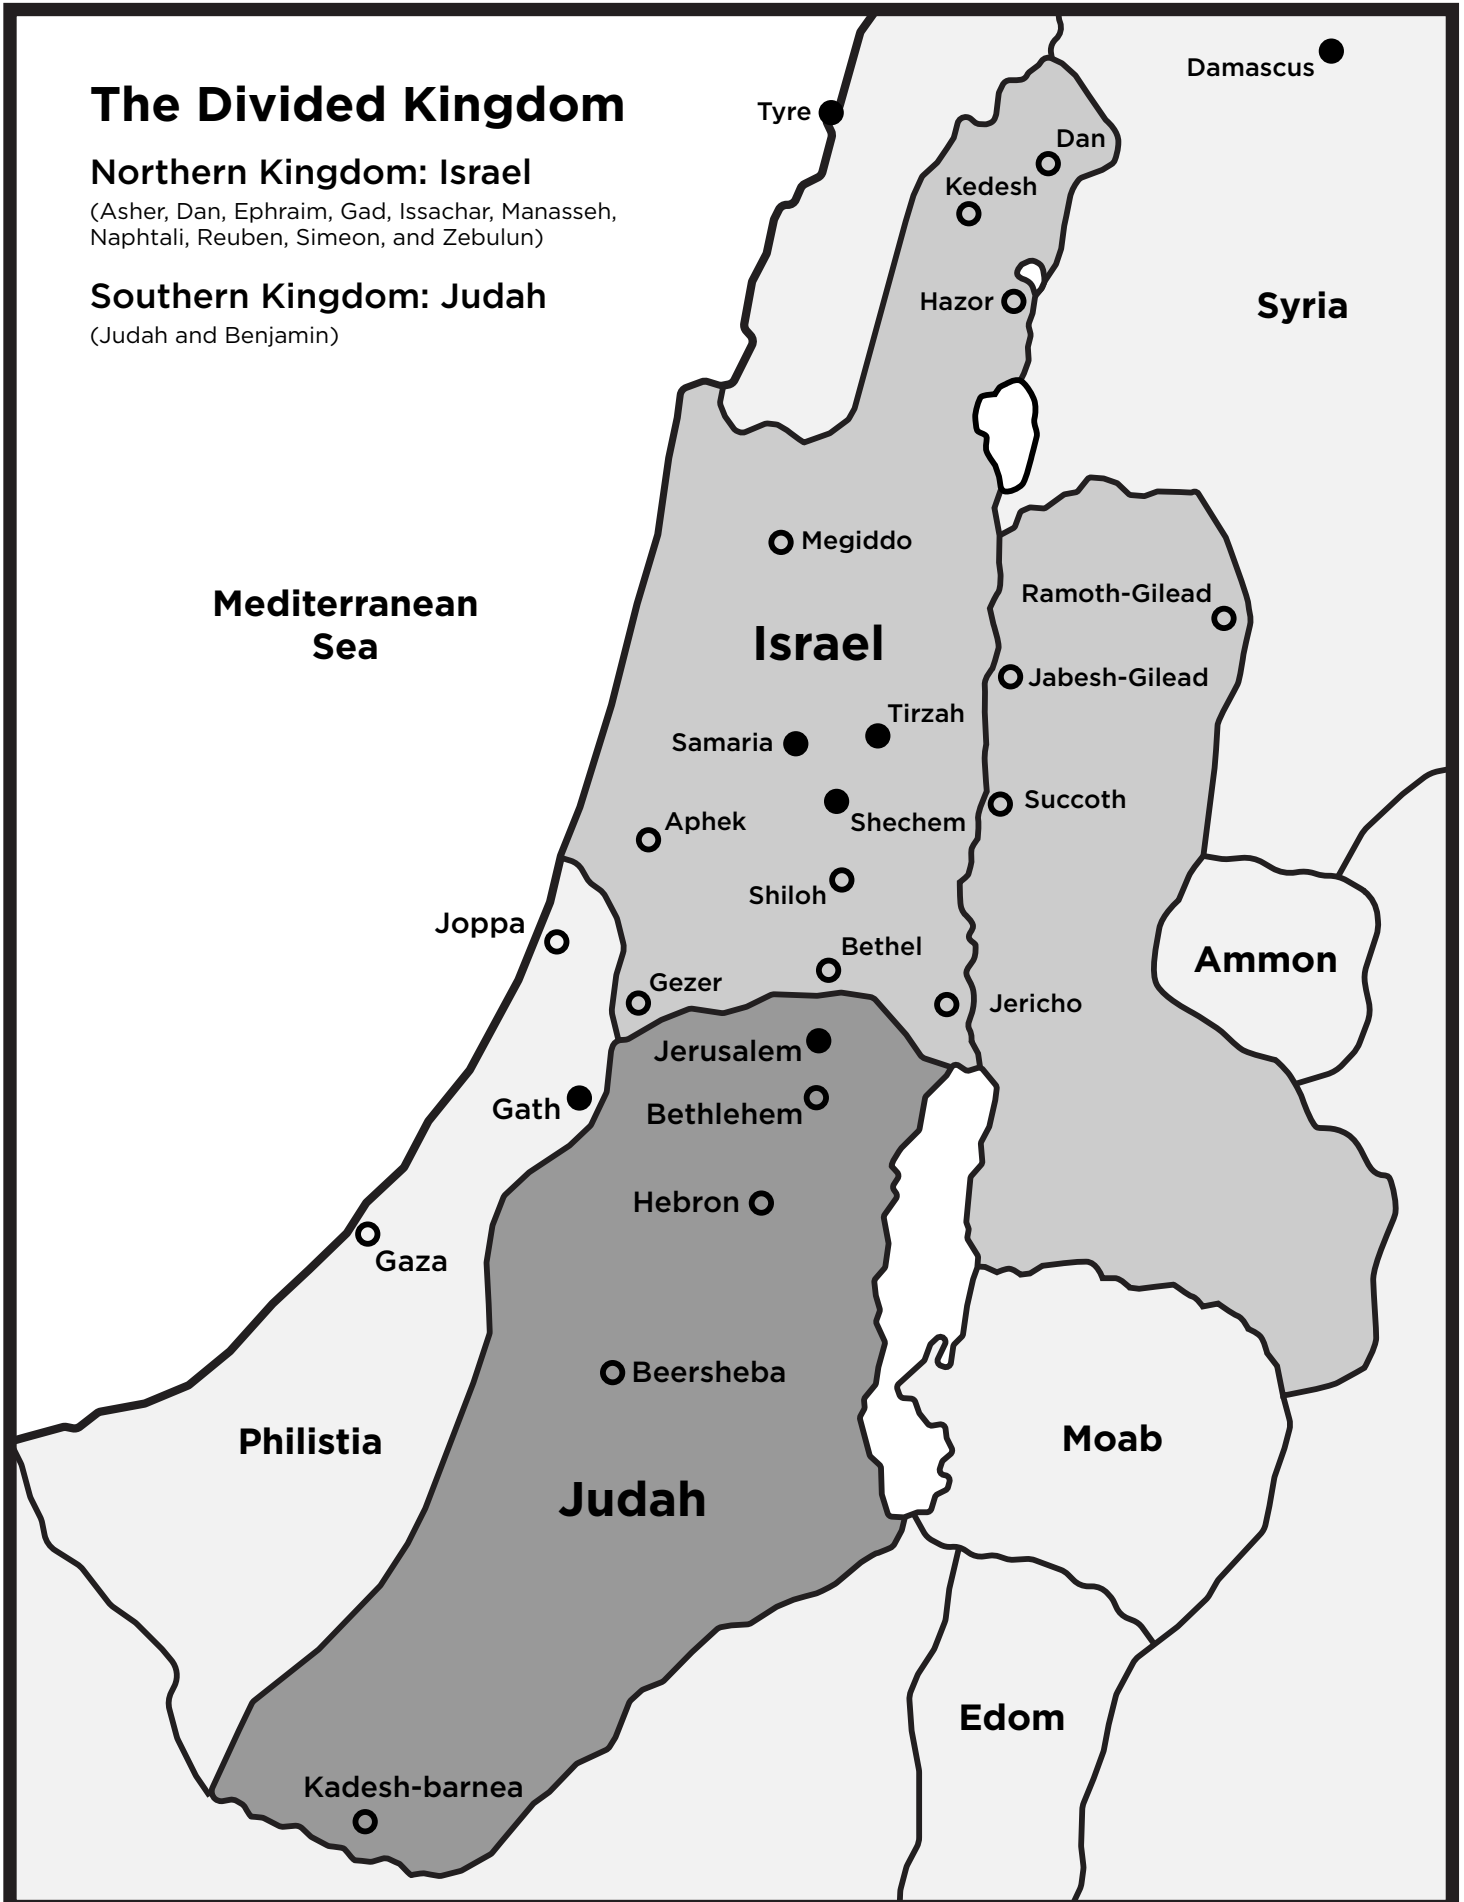 The Divided Kingdom
Northern Kingdom: Israel
(Asher, Dan, Ephraim, Gad, Issachar, Manasseh,
Naphtali, Reuben, Simeon, and Zebulun)
Southern Kingdom: Judah
(Judah and Benjamin)
Damascus
Tyre
Dan
Kedesh
Hazor
Syria
Megiddo
Mediterranean
Sea
Ramoth-Gilead
Israel
Jabesh-Gilead
Tirzah
Samaria
Succoth
Aphek
Shechem
Shiloh
Joppa
Bethel
Ammon
Gezer
Jericho
Jerusalem
Gath
Bethlehem
Hebron
Gaza
Beersheba
Philistia
Moab
Judah
Edom
Kadesh-barnea